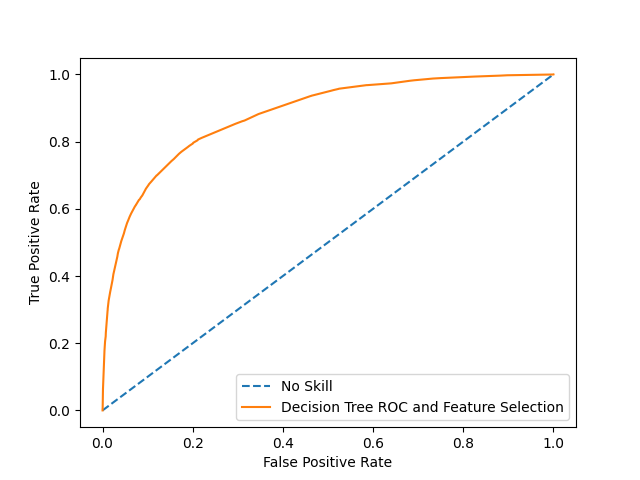 1.0
0.8
0.6
0.4
0.2
0.0
True Positive Rate
No Skill
Decision Tree ROC and Feature Selection
0.0 0.2 0.4 0.6 0.8 1.0
False Positive Rate